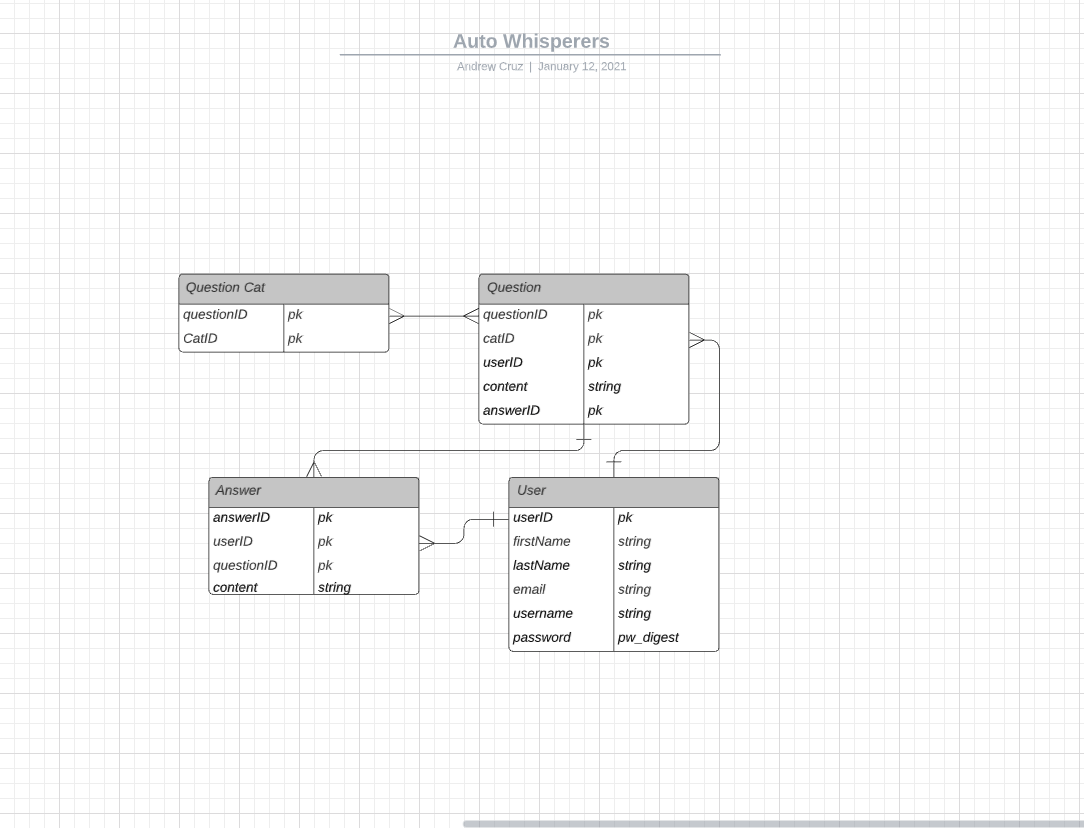 Auto Whisperers
Andrew Cruz | January 12, 2021
Question Cat
questionID pk
CatID pk
Question
questionID pk
catID pk
userID pk
content string
answerID pk
Answer
answerID pk
userID pk
questionID pk
content string
User
userID pk
firstName string
lastName string
email string
username string
password pw_digest